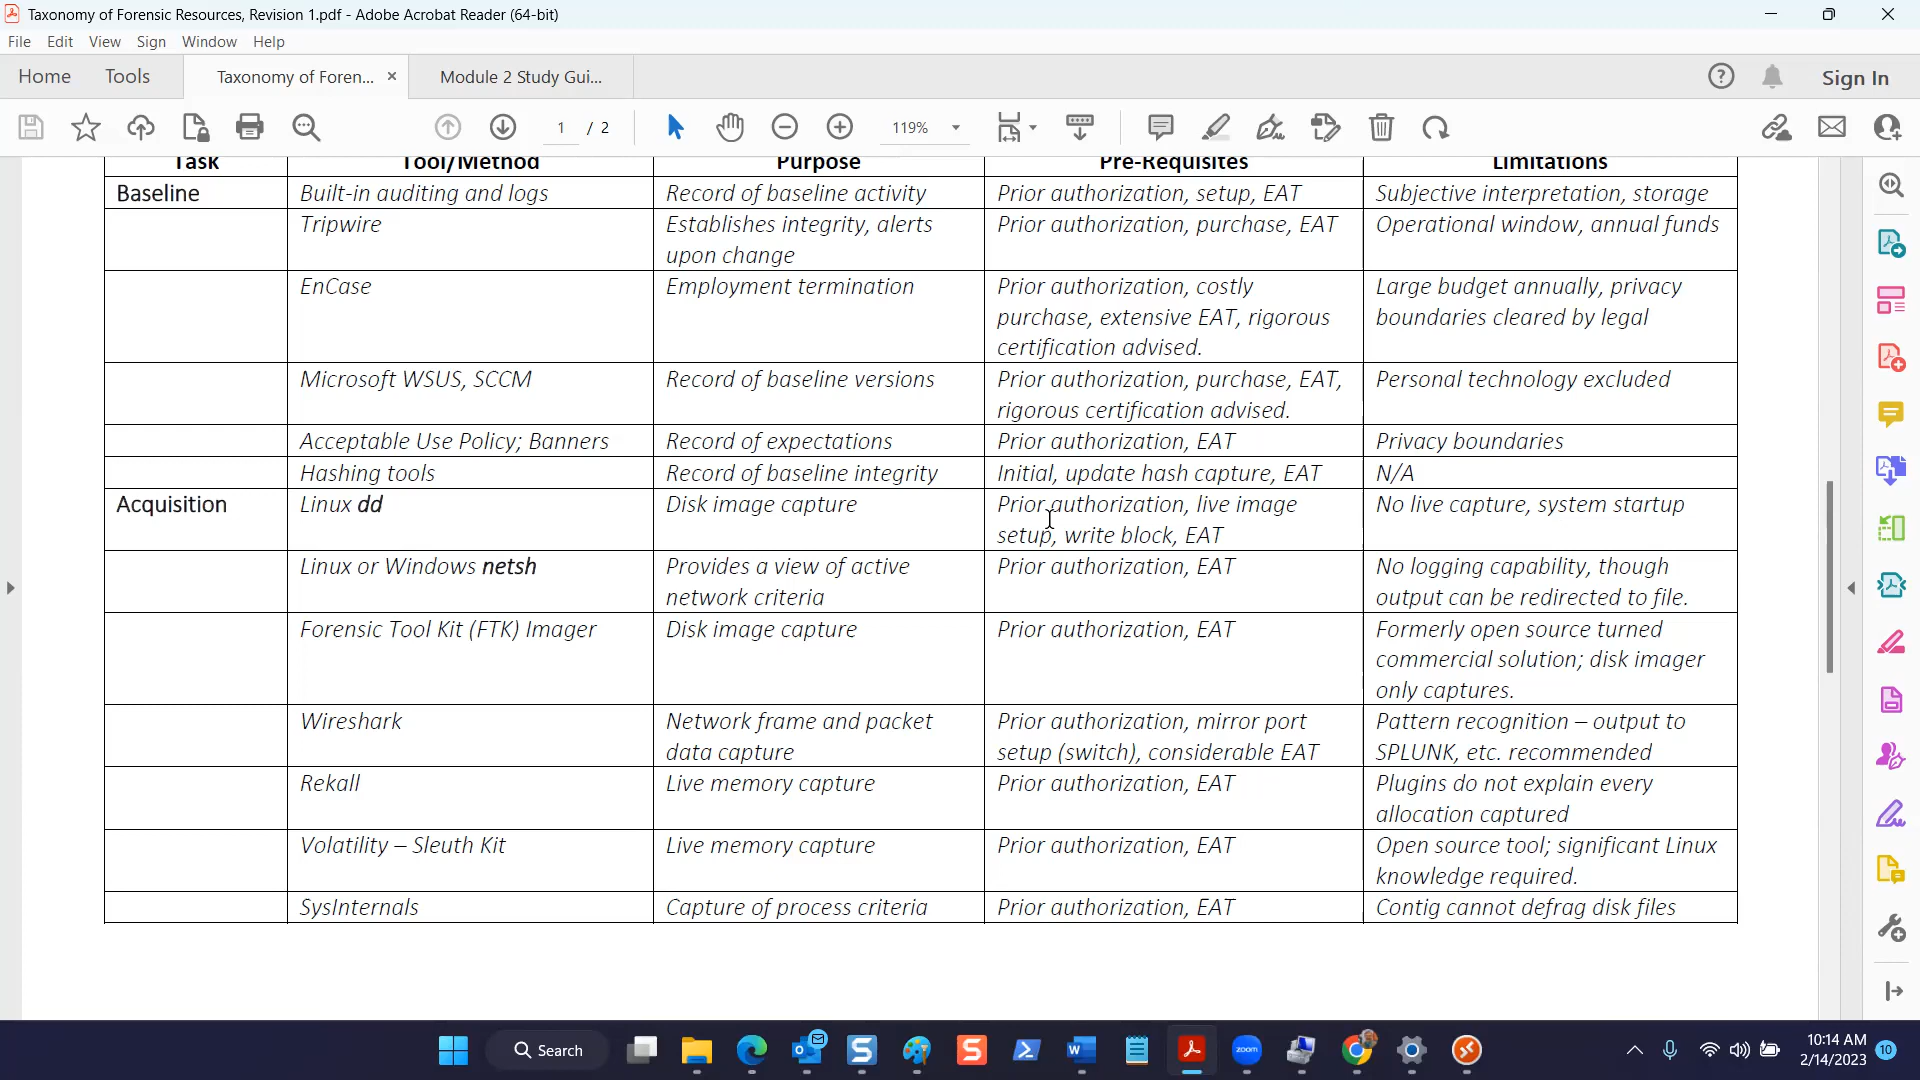 Taxonomy of Forensic Resources, Revision 1.pdf - Adobe Acrobat Reader (64-bit)
File Edit View Sign Window Help
Home Tools Taxonomy of Foren... × Module 2 Study Gui... ? Sign In
1 / 2 119%
Task Tool/Method Purpose Pre-Requisites Limitations
Baseline Built-in auditing and logs Record of baseline activity Prior authorization, setup, EAT Subjective interpretation, storage
Tripwire Establishes integrity, alerts Prior authorization, purchase, EAT Operational window, annual funds
upon change
EnCase Employment termination Prior authorization, costly Large budget annually, privacy
purchase, extensive EAT, rigorous boundaries cleared by legal
certification advised.
Microsoft WSUS, SCCM Record of baseline versions Prior authorization, purchase, EAT, Personal technology excluded
rigorous certification advised.
Acceptable Use Policy; Banners Record of expectations Prior authorization, EAT Privacy boundaries
Hashing tools Record of baseline integrity Initial, update hash capture, EAT N/A
Acquisition Linux dd Disk image capture Prior authorization, live image No live capture, system startup
setup, write block, EAT
Linux or Windows netsh Provides a view of active Prior authorization, EAT No logging capability, though
network criteria output can be redirected to file.
Forensic Tool Kit (FTK) Imager Disk image capture Prior authorization, EAT Formerly open source turned
commercial solution; disk imager
only captures.
Wireshark Network frame and packet Prior authorization, mirror port Pattern recognition – output to
data capture setup (switch), considerable EAT SPLUNK, etc. recommended
Rekall Live memory capture Prior authorization, EAT Plugins do not explain every
allocation captured
Volatility – Sleuth Kit Live memory capture Prior authorization, EAT Open source tool; significant Linux
knowledge required.
SysInternals Capture of process criteria Prior authorization, EAT Contig cannot defrag disk files
Search zoom 10:14 AM
2/14/2023 10